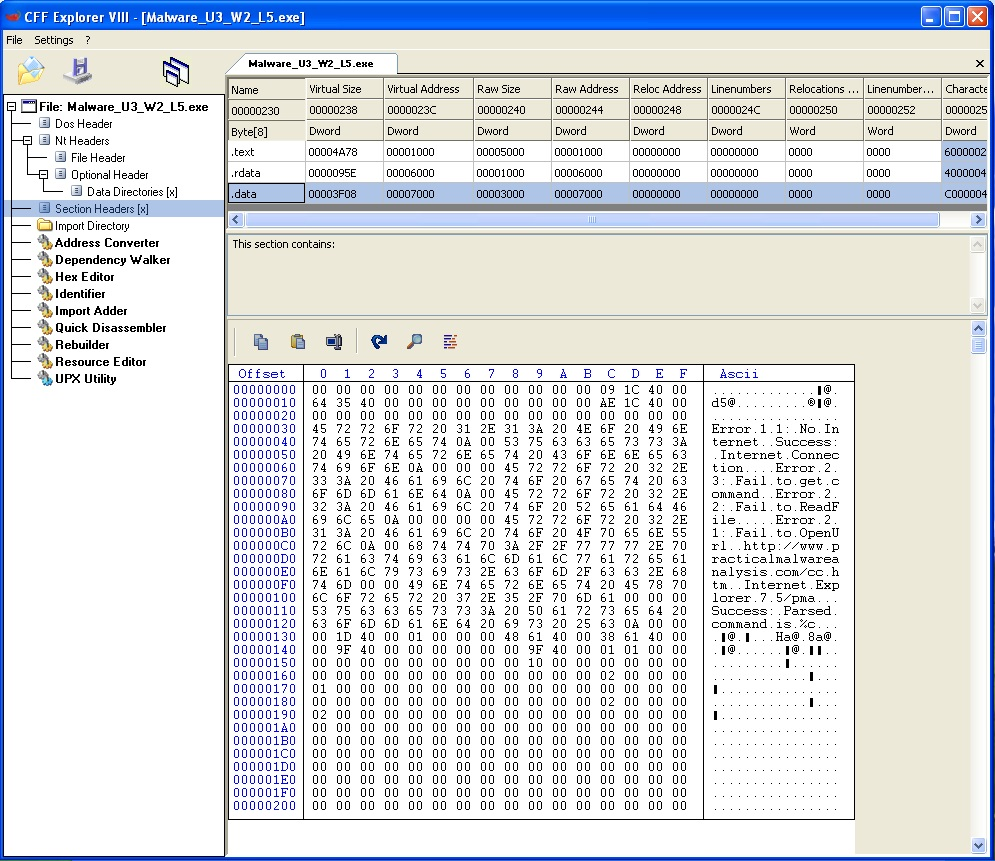 CFF Explorer VIII - [Malware_U3_W2_L5.exe]
File Settings ?
Malware_U3_W2_L5.exe
File: Malware_U3_W2_L5.exe
Dos Header
Nt Headers
File Header
Optional Header
Data Directories [x]
Section Headers [x]
Import Directory
Address Converter
Dependency Walker
Hex Editor
Identifier
Import Adder
Quick Disassembler
Rebuilder
Resource Editor
UPX Utility
Name Virtual Size Virtual Address Raw Size Raw Address Reloc Address Linenumbers Relocations ... Linenumber... Characte
00000230 00000238 0000023C 00000240 00000244 00000248 0000024C 00000250 00000252 0000025
Byte[8] Dword Dword Dword Dword Dword Dword Word Word Dword
.text 00004A78 00001000 00005000 00001000 00000000 00000000 0000 0000 6000002
.rdata 0000095E 00006000 00001000 00006000 00000000 00000000 0000 0000 4000004
.data 00003F08 00007000 00003000 00007000 00000000 00000000 0000 0000 C000004
This section contains:
Offset 0 1 2 3 4 5 6 7 8 9 A B C D E F Ascii
00000000 00 00 00 00 00 00 00 00 00 00 00 00 09 1C 40 00 .............▮@.
00000010 64 35 40 00 00 00 00 00 00 00 00 00 AE 1C 40 00 d5@.........®▮@.
00000020 00 00 00 00 00 00 00 00 00 00 00 00 00 00 00 00 ................
00000030 45 72 72 6F 72 20 31 2E 31 3A 20 4E 6F 20 49 6E Error.1.1:.No.In
00000040 74 65 72 6E 65 74 0A 00 53 75 63 63 65 73 73 3A ternet..Success:
00000050 20 49 6E 74 65 72 6E 65 74 20 43 6F 6E 6E 65 63 .Internet.Connec
00000060 74 69 6F 6E 0A 00 00 00 45 72 72 6F 72 20 32 2E tion....Error.2.
00000070 33 3A 20 46 61 69 6C 20 74 6F 20 67 65 74 20 63 3:.Fail.to.get.c
00000080 6F 6D 6D 61 6E 64 0A 00 45 72 72 6F 72 20 32 2E ommand..Error.2.
00000090 32 3A 20 46 61 69 6C 20 74 6F 20 52 65 61 64 46 2:.Fail.to.ReadF
000000A0 69 6C 65 0A 00 00 00 00 45 72 72 6F 72 20 32 2E ile.....Error.2.
000000B0 31 3A 20 46 61 69 6C 20 74 6F 20 4F 70 65 6E 55 1:.Fail.to.OpenU
000000C0 72 6C 0A 00 68 74 74 70 3A 2F 2F 77 77 77 2E 70 rl..http://www.p
000000D0 72 61 63 74 69 63 61 6C 6D 61 6C 77 61 72 65 61 racticalmalwarea
000000E0 6E 61 6C 79 73 69 73 2E 63 6F 6D 2F 63 63 2E 68 nalysis.com/cc.h
000000F0 74 6D 00 00 49 6E 74 65 72 6E 65 74 20 45 78 70 tm..Internet.Exp
00000100 6C 6F 72 65 72 20 37 2E 35 2F 70 6D 61 00 00 00 lorer.7.5/pma...
00000110 53 75 63 63 65 73 73 3A 20 50 61 72 73 65 64 20 Success:.Parsed.
00000120 63 6F 6D 6D 61 6E 64 20 69 73 20 25 63 0A 00 00 command.is.%c...
00000130 00 1D 40 00 01 00 00 00 48 61 40 00 38 61 40 00 .▮@.▮...Ha@.8a@.
00000140 00 9F 40 00 00 00 00 00 00 9F 40 00 01 01 00 00 .▮@......▮@.▮▮..
00000150 00 00 00 00 00 00 00 00 00 10 00 00 00 00 00 00 .........▮......
00000160 00 00 00 00 00 00 00 00 00 00 00 00 02 00 00 00 ............▮...
00000170 01 00 00 00 00 00 00 00 00 00 00 00 00 00 00 00 ▮...............
00000180 00 00 00 00 00 00 00 00 00 00 00 00 02 00 00 00 ............▮...
00000190 02 00 00 00 00 00 00 00 00 00 00 00 00 00 00 00 ▮...............
000001A0 00 00 00 00 00 00 00 00 00 00 00 00 00 00 00 00 ................
000001B0 00 00 00 00 00 00 00 00 00 00 00 00 00 00 00 00 ................
000001C0 00 00 00 00 00 00 00 00 00 00 00 00 00 00 00 00 ................
000001D0 00 00 00 00 00 00 00 00 00 00 00 00 00 00 00 00 ................
000001E0 00 00 00 00 00 00 00 00 00 00 00 00 00 00 00 00 ................
000001F0 00 00 00 00 00 00 00 00 00 00 00 00 00 00 00 00 ................
00000200 00 00 00 00 00 00 00 00 00 00 00 00 00 00 00 00 ................